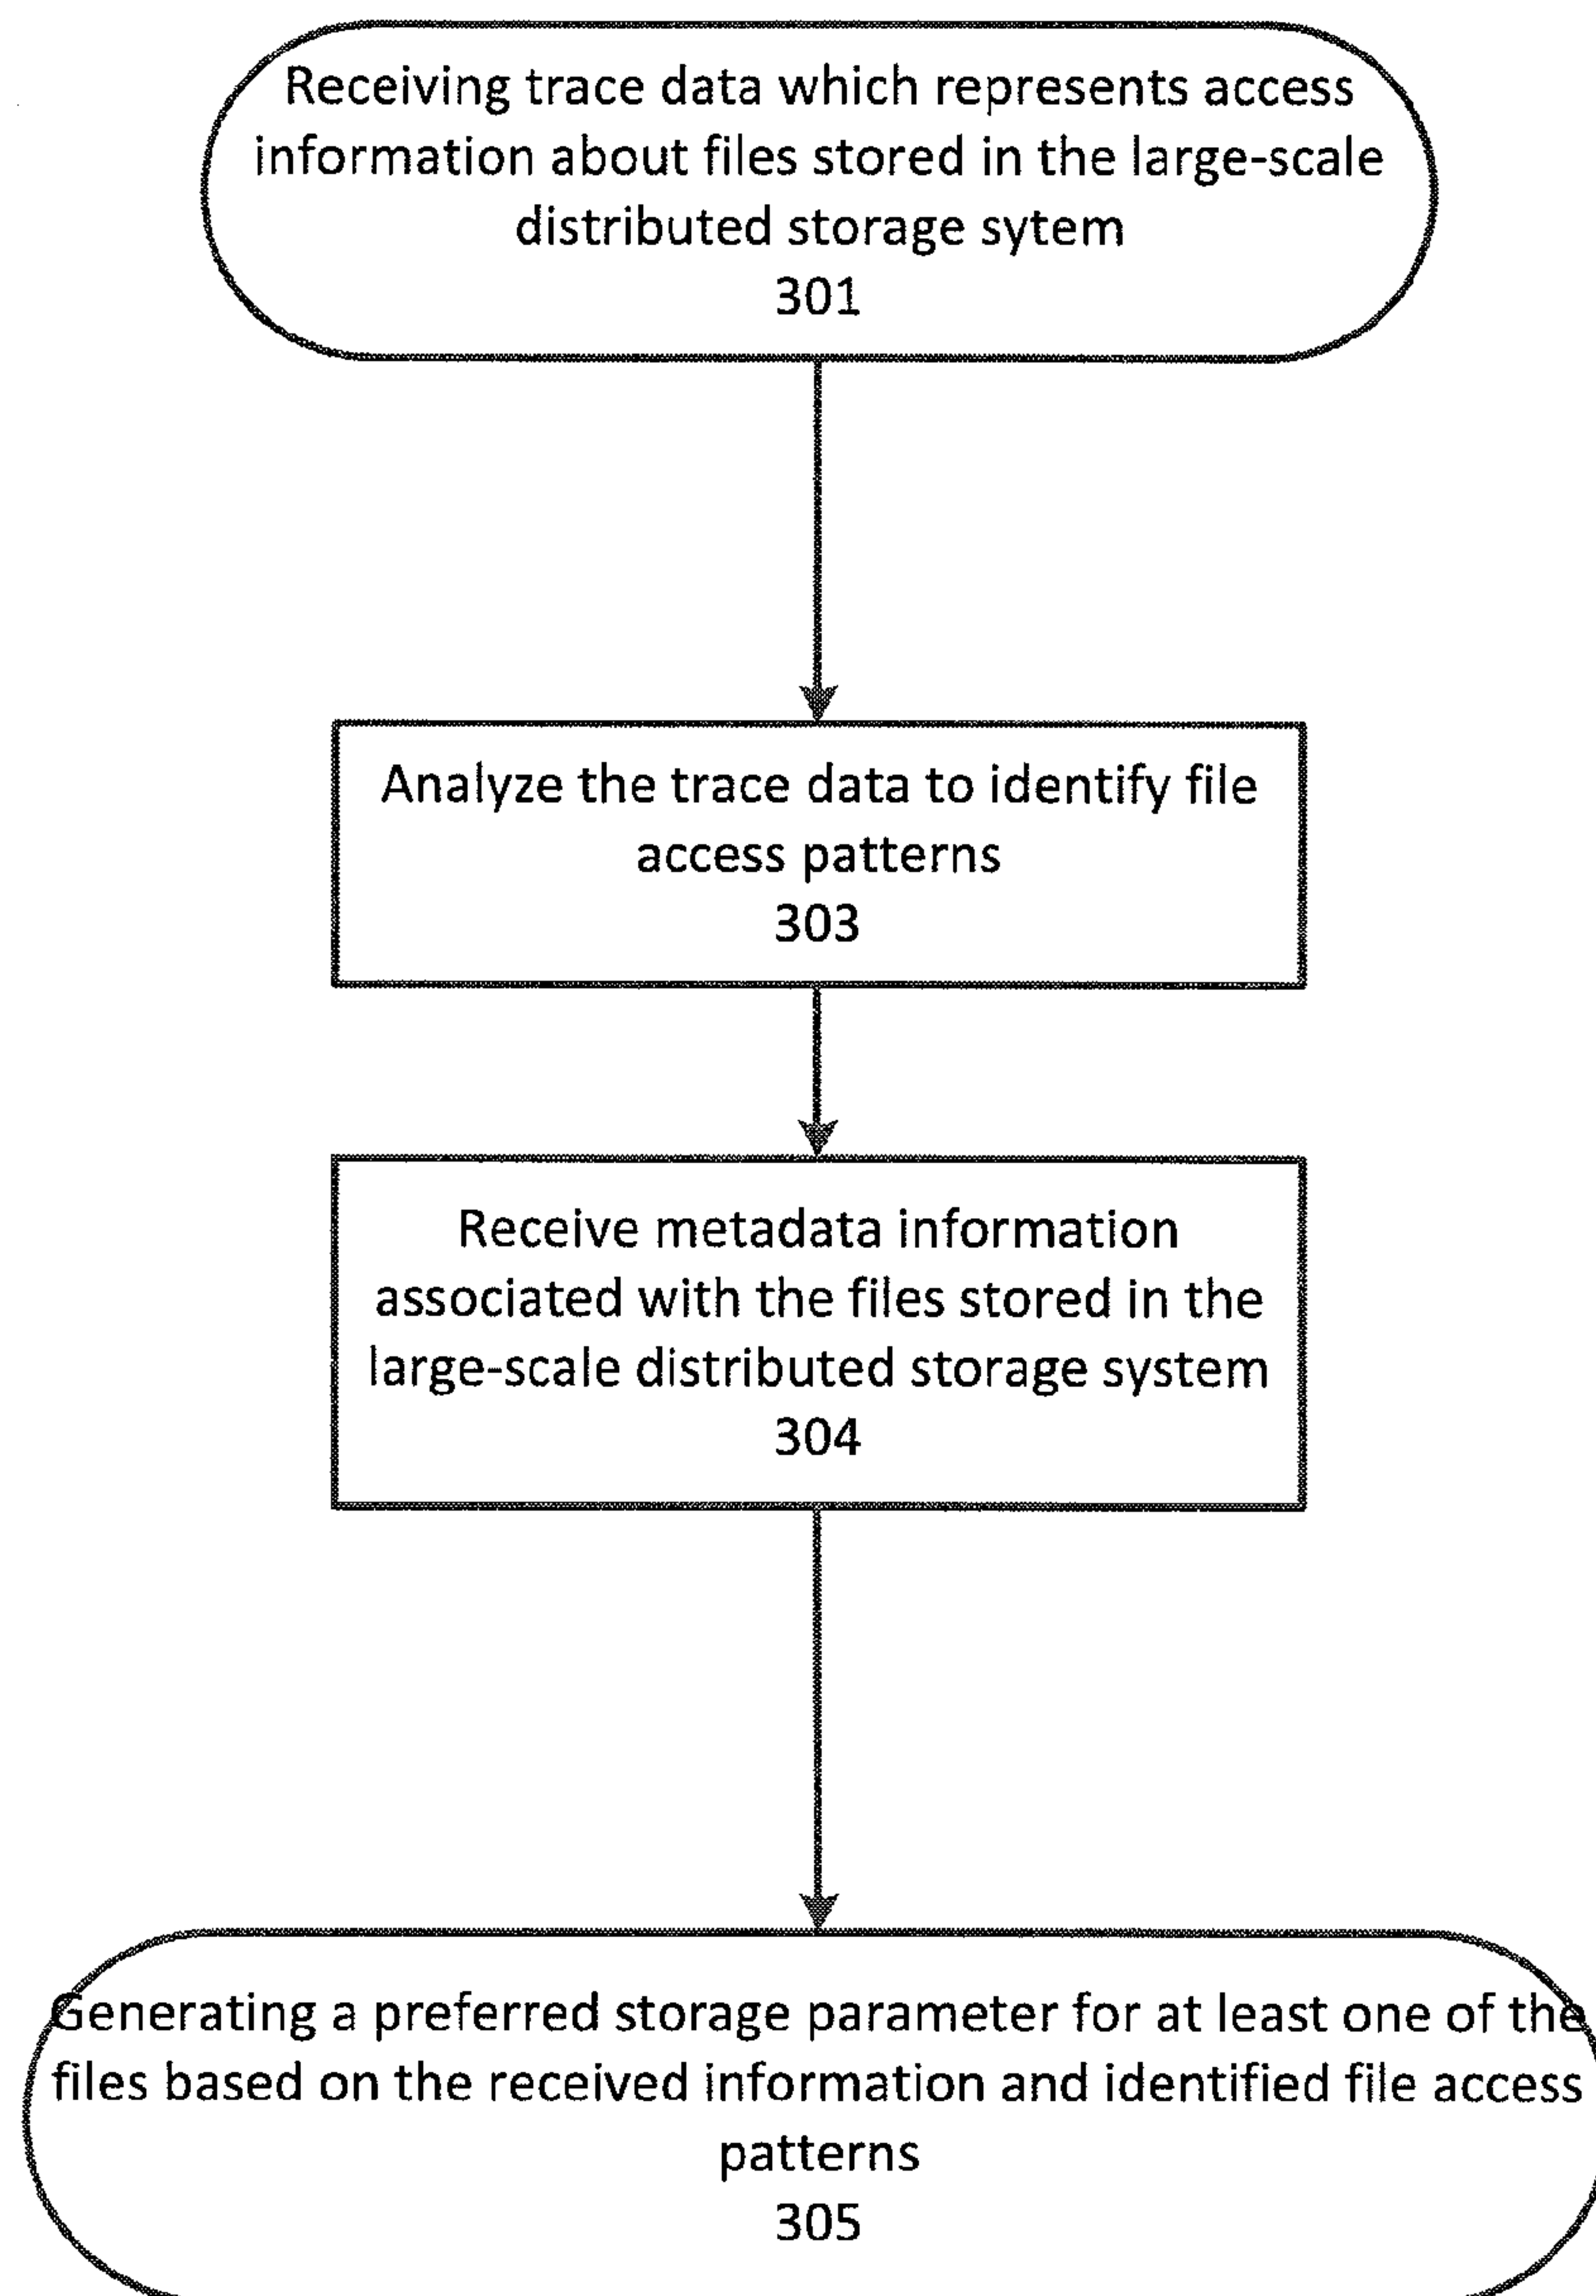 Receiving trace data which represents access
information about files stored in the large-scale
distributed storage sytem
301
Analyze the trace data to identify file
access patterns
303
Receive metadata information
associated with the files stored in the
large-scale distributed storage system
304
Generating a preferred storage parameter for at least one of the
files based on the received information and identified file access
patterns
305